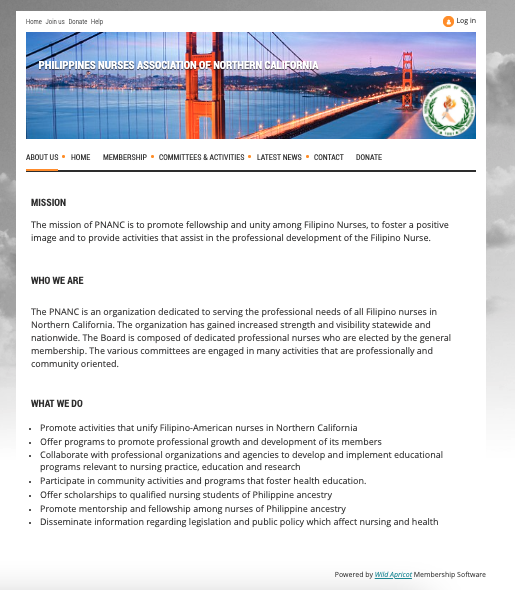 Home Join us Donate Help
Log in
PHILIPPINES NURSES ASSOCIATION OF NORTHERN CALIFORNIA
ABOUT US HOME MEMBERSHIP COMMITTEES & ACTIVITIES LATEST NEWS CONTACT DONATE
MISSION
The mission of PNANC is to promote fellowship and unity among Filipino Nurses, to foster a positive
image and to provide activities that assist in the professional development of the Filipino Nurse.
WHO WE ARE
The PNANC is an organization dedicated to serving the professional needs of all Filipino nurses in
Northern California. The organization has gained increased strength and visibility statewide and
nationwide. The Board is composed of dedicated professional nurses who are elected by the general
membership. The various committees are engaged in many activities that are professionally and
community oriented.
WHAT WE DO
• Promote activities that unify Filipino-American nurses in Northern California
• Offer programs to promote professional growth and development of its members
• Collaborate with professional organizations and agencies to develop and implement educational
programs relevant to nursing practice, education and research
• Participate in community activities and programs that foster health education.
• Offer scholarships to qualified nursing students of Philippine ancestry
• Promote mentorship and fellowship among nurses of Philippine ancestry
• Disseminate information regarding legislation and public policy which affect nursing and health
Powered by Wild Apricot Membership Software